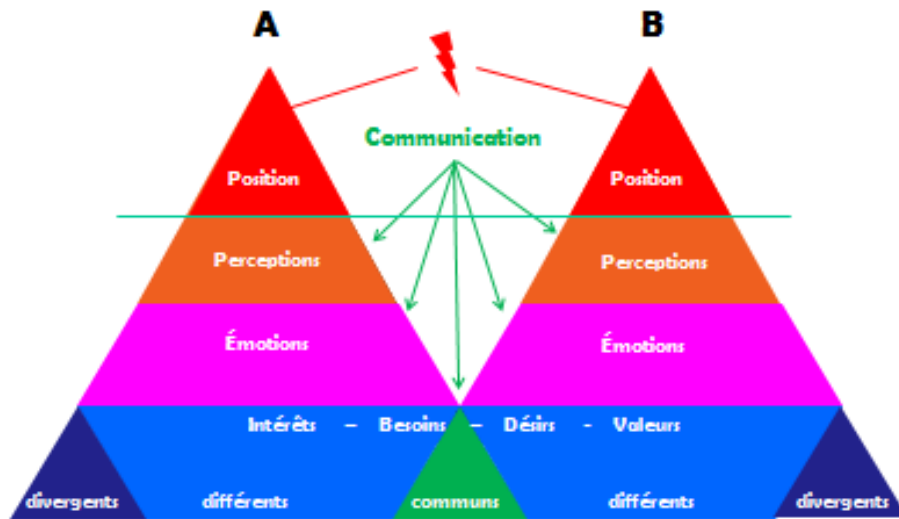 A B
Communication
Position Position
Perceptions Perceptions
Émotions Émotions
Intérêts – Besoins – Désirs - Valeurs
divergents différents communs différents divergents